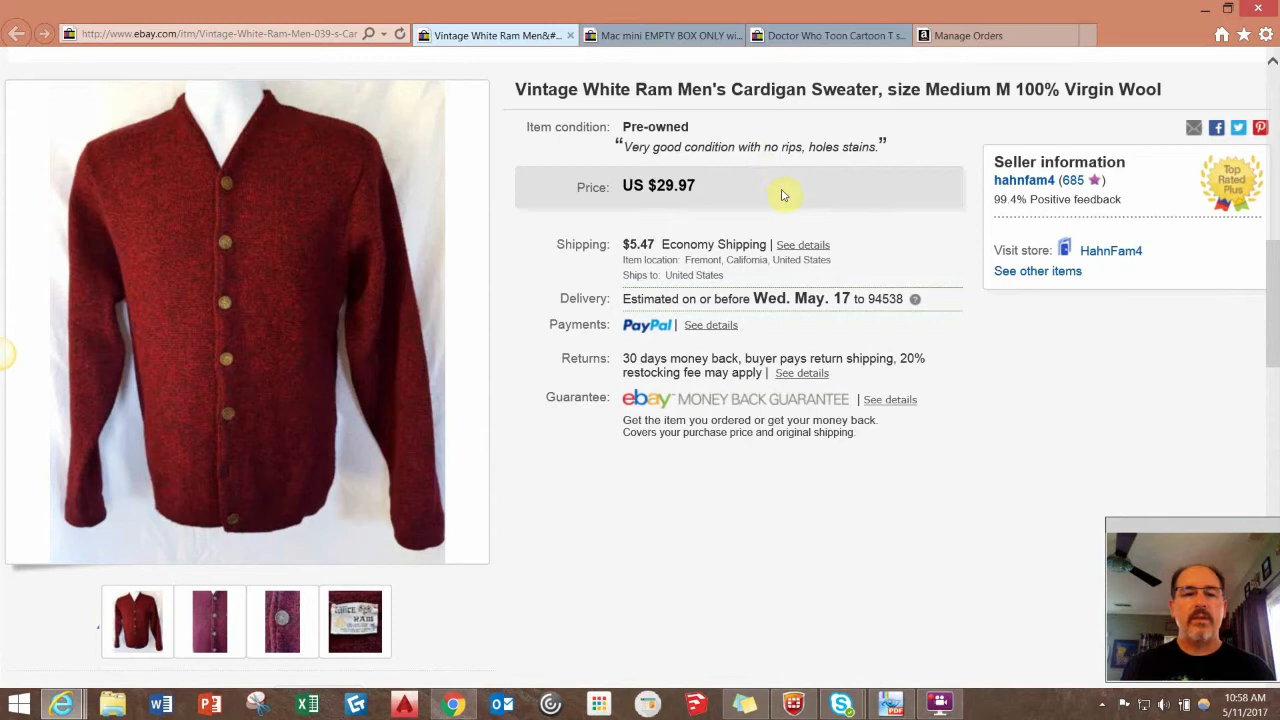 http://www.ebay.com/itm/Vintage-White-Ram-Men-039-s-Car
Vintage White Ram Men&#...
Mac mini EMPTY BOX ONLY wi...
Doctor Who Toon Cartoon T s...
Manage Orders
Vintage White Ram Men's Cardigan Sweater, size Medium M 100% Virgin Wool
Item condition: Pre-owned
“Very good condition with no rips, holes stains.”
Price: US $29.97
Shipping: $5.47 Economy Shipping | See details
Item location: Fremont, California, United States
Ships to: United States
Delivery: Estimated on or before Wed. May. 17 to 94538 ?
Payments: PayPal | See details
Returns: 30 days money back, buyer pays return shipping, 20%
restocking fee may apply | See details
Guarantee: ebay MONEY BACK GUARANTEE | See details
Get the item you ordered or get your money back.
Covers your purchase price and original shipping.
Seller information
hahnfam4 (685 )
99.4% Positive feedback
Top
Rated
Plus
Visit store: HahnFam4
See other items
WHITE
RAM
10:58 AM
5/11/2017